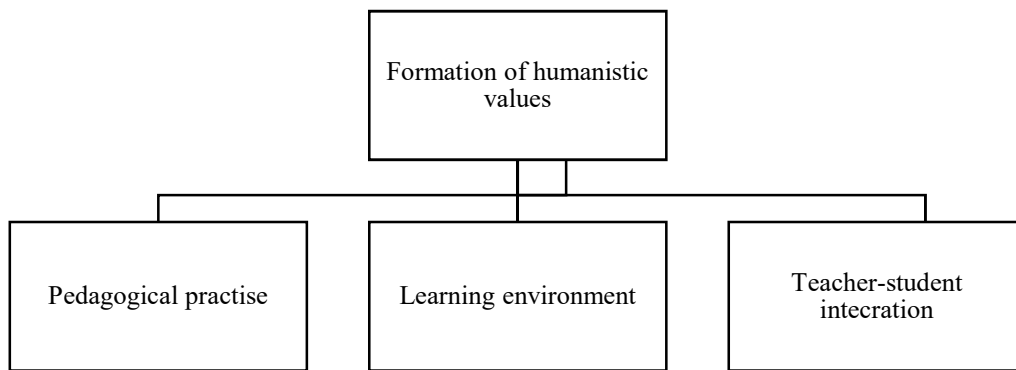 Formation of humanistic
values
Pedagogical practise
Learning environment
Teacher-student
intecration